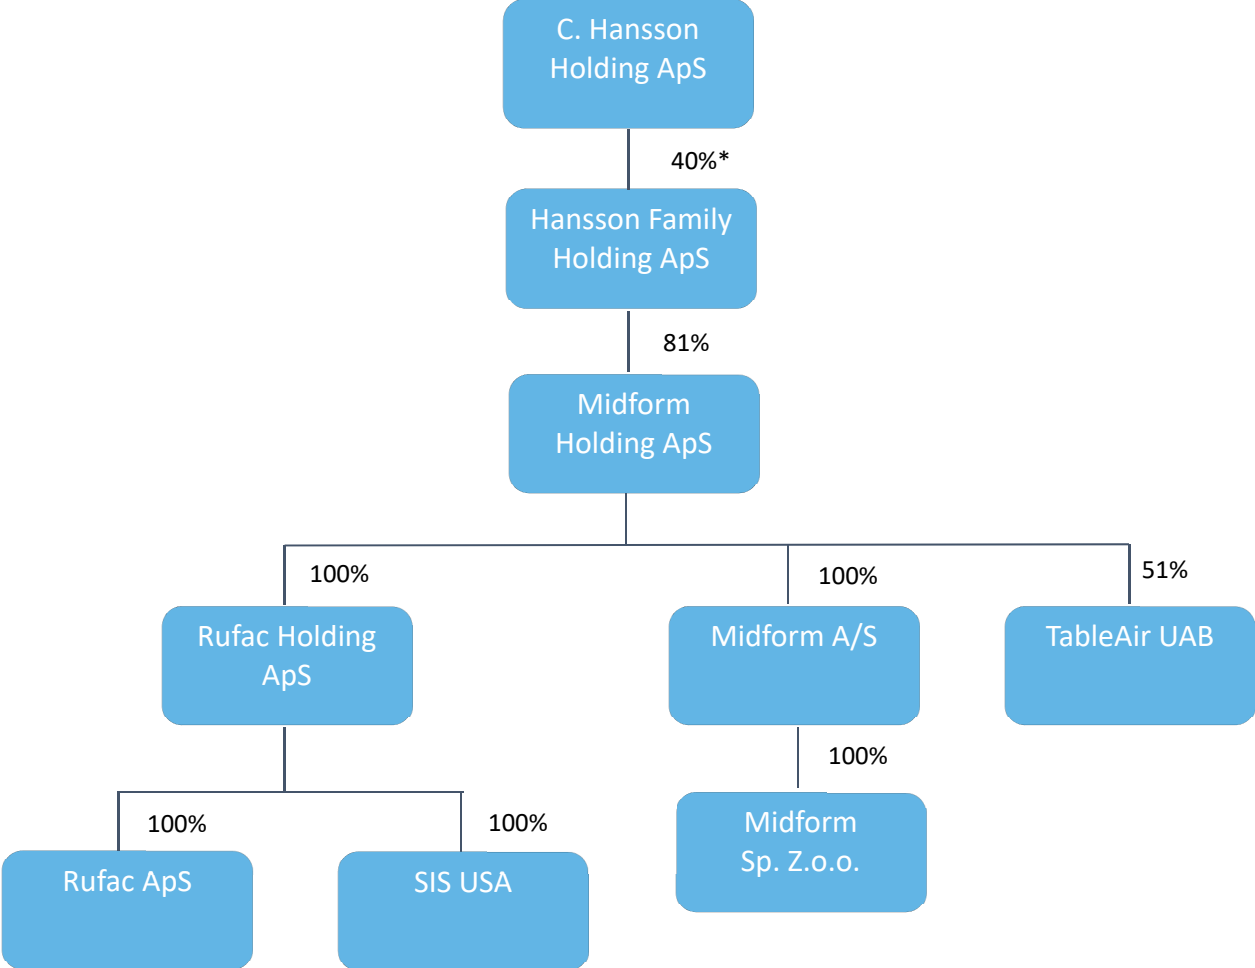 C. Hansson
Holding ApS
40%*
Hansson Family
Holding ApS
81%
Midform
Holding ApS
100%
100%
51%
Rufac Holding
ApS
Midform A/S
TableAir UAB
100%
100%
100%
Midform
Sp. Z.o.o.
Rufac ApS
SIS USA